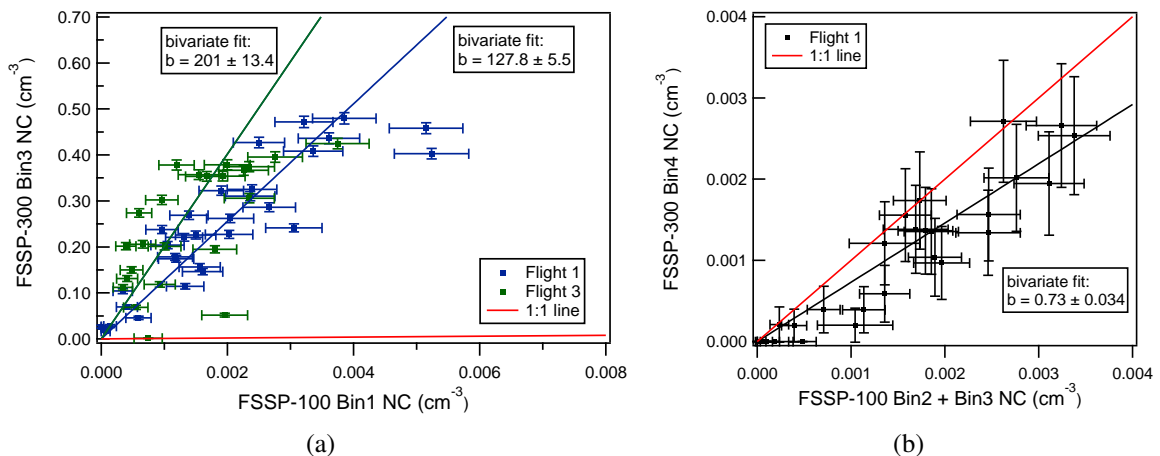 bivariate fit:
b = 201 ± 13.4
bivariate fit:
b = 127.8 ± 5.5
Flight 1
Flight 3
1:1 line
0.70
0.60
0.50
0.40
0.30
0.20
0.10
0.00
FSSP-300 Bin3 NC (cm⁻³)
0.000
0.002
0.004
0.006
0.008
FSSP-100 Bin1 NC (cm⁻³)
(a)
Flight 1
1:1 line
bivariate fit:
b = 0.73 ± 0.034
0.004
0.003
0.002
0.001
0.000
FSSP-300 Bin4 NC (cm⁻³)
0.000
0.001
0.002
0.003
0.004
FSSP-100 Bin2 + Bin3 NC (cm⁻³)
(b)